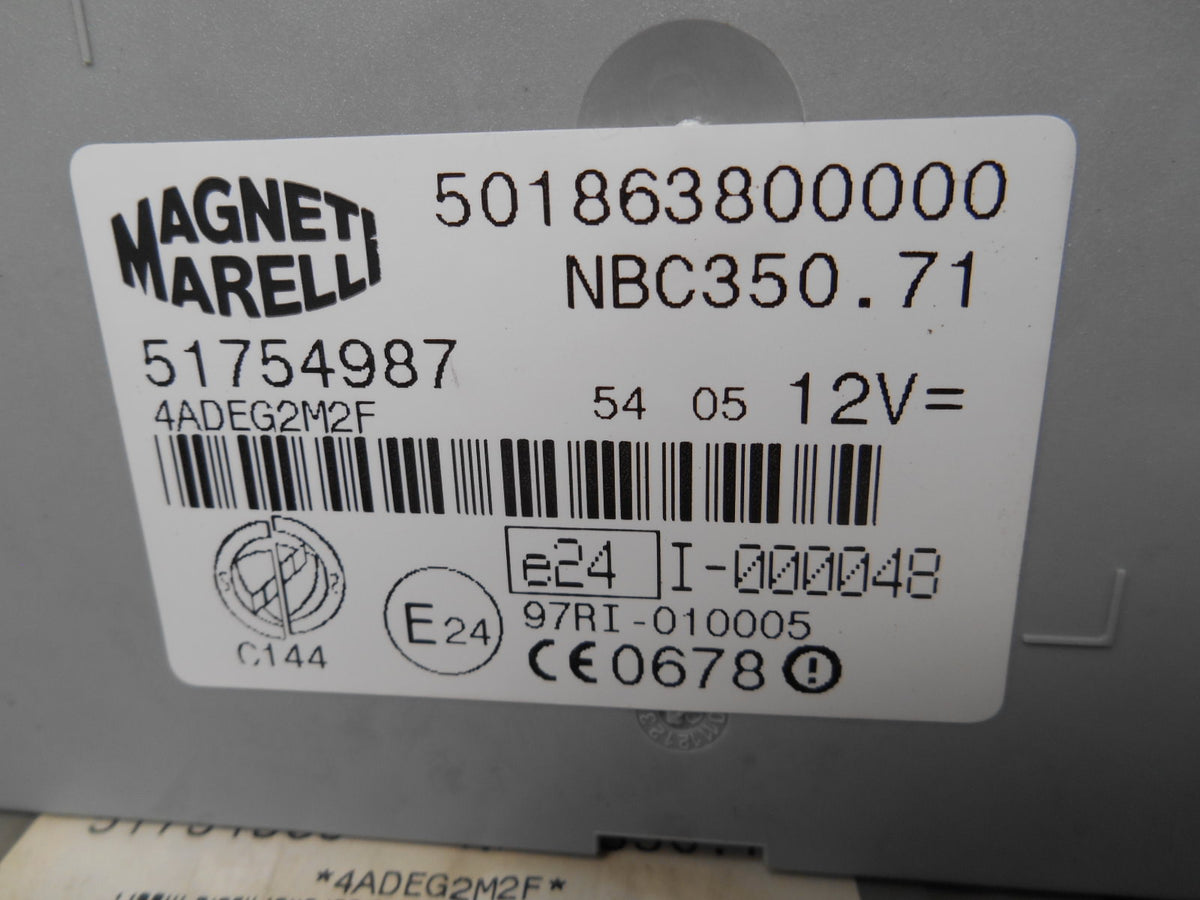 MAGNETI
MARELLI
501863800000
NBC350.71
51754987
4ADEG2M2F
54 05 12V=
C144
E24
e24 I-000048
97RI-010005
CE0678
*4ADEG2M2F*